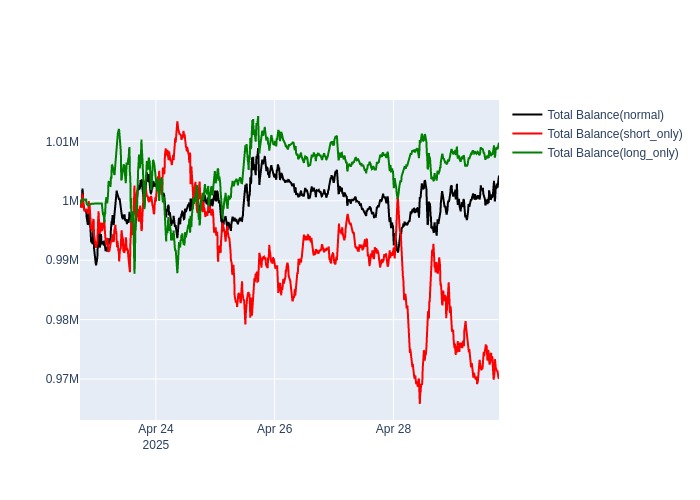 Total Balance(normal)
Total Balance(short_only)
Total Balance(long_only)
1.01M
1M
0.99M
0.98M
0.97M
Apr 24
2025
Apr 26
Apr 28